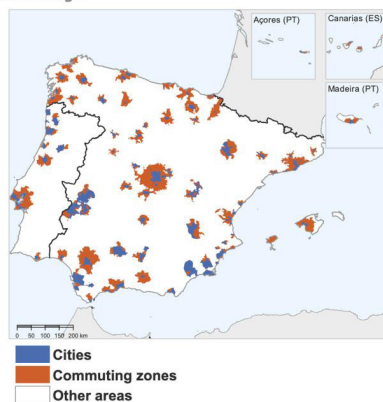 Açores (PT)
Canarias (ES)
Madeira (PT)
0 50 100 150 200 km
Cities
Commuting zones
Other areas